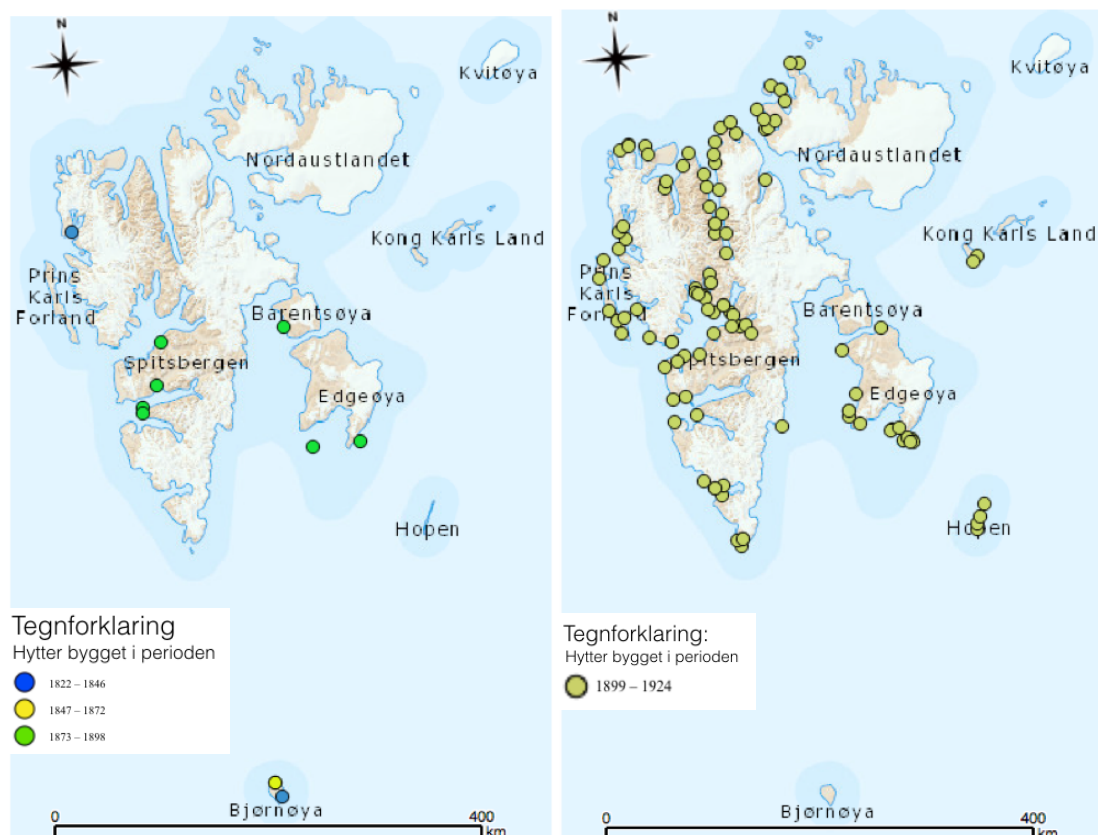 N
Kvitøya
Nordaustlandet
Kong Karls Land
Prins
Karls
Forland
Barentsøya
Spitsbergen
Edgeøya
Hopen
Tegnforklaring
Hytter bygget i perioden
1822 – 1846
1847 – 1872
1873 – 1898
Bjørnøya
0 400
km
N
Kvitøya
Nordaustlandet
Kong Karls Land
Prins
Karls
Forland
Barentsøya
Spitsbergen
Edgeøya
Hopen
Tegnforklaring:
Hytter bygget i perioden
1899 – 1924
Bjørnøya
0 400
km